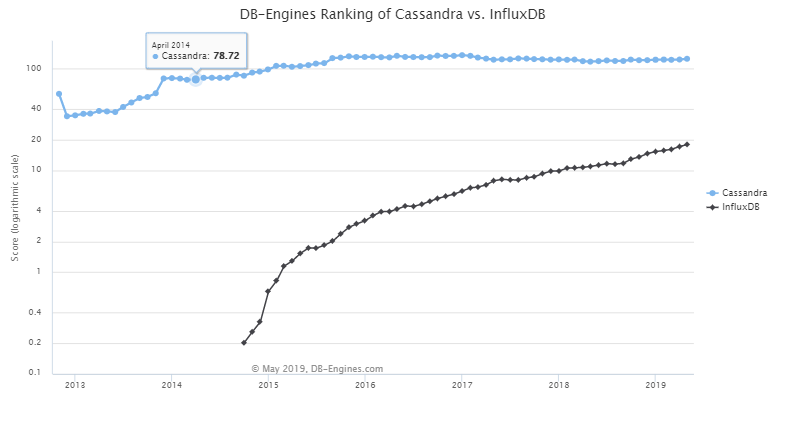 DB-Engines Ranking of Cassandra vs. InfluxDB
April 2014
Cassandra: 78.72
100
40
20
10
4
2
1
0.4
0.2
0.1
Score (logarithmic scale)
Cassandra
InfluxDB
© May 2019, DB-Engines.com
2013
2014
2015
2016
2017
2018
2019